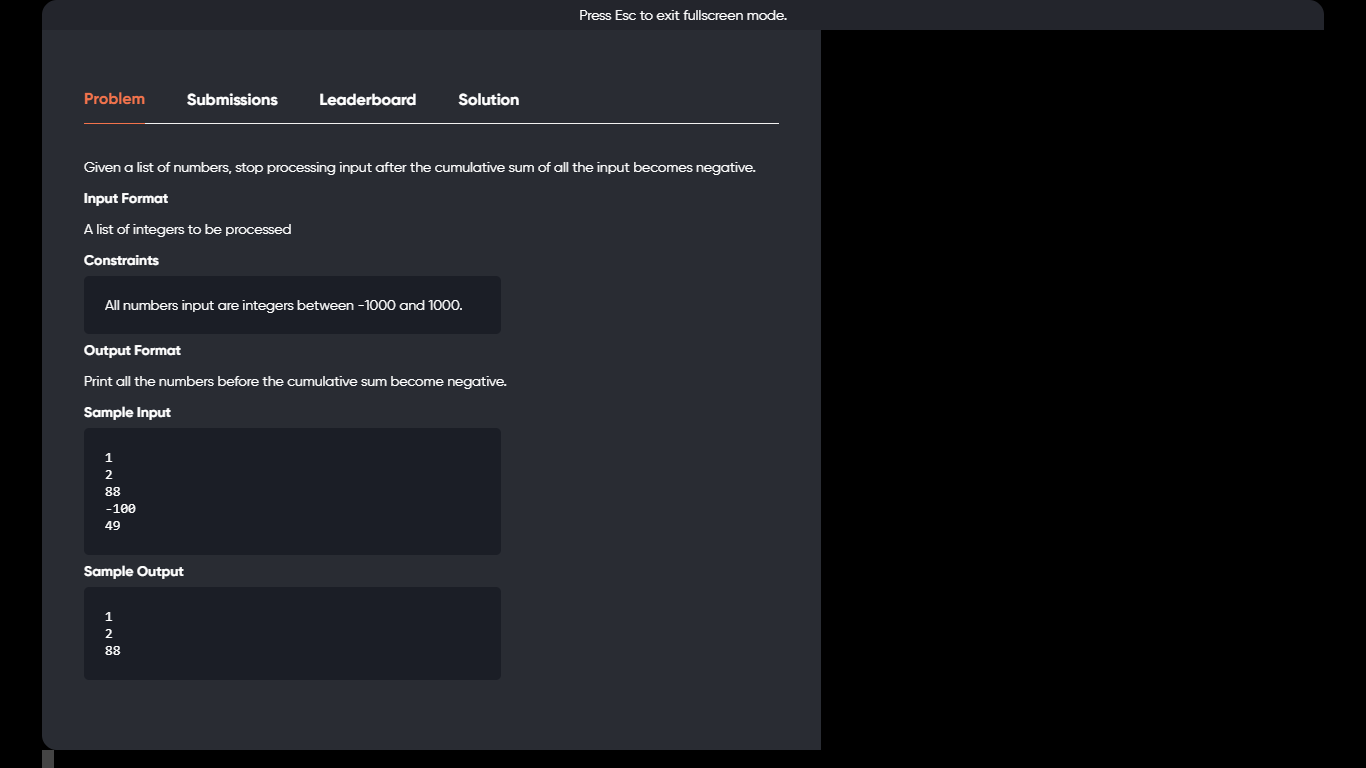 Press Esc to exit fullscreen mode.
Problem Submissions Leaderboard Solution
Given a list of numbers, stop processing input after the cumulative sum of all the input becomes negative.
Input Format
A list of integers to be processed
Constraints
All numbers input are integers between -1000 and 1000.
Output Format
Print all the numbers before the cumulative sum become negative.
Sample Input
1
2
88
-100
49
Sample Output
1
2
88